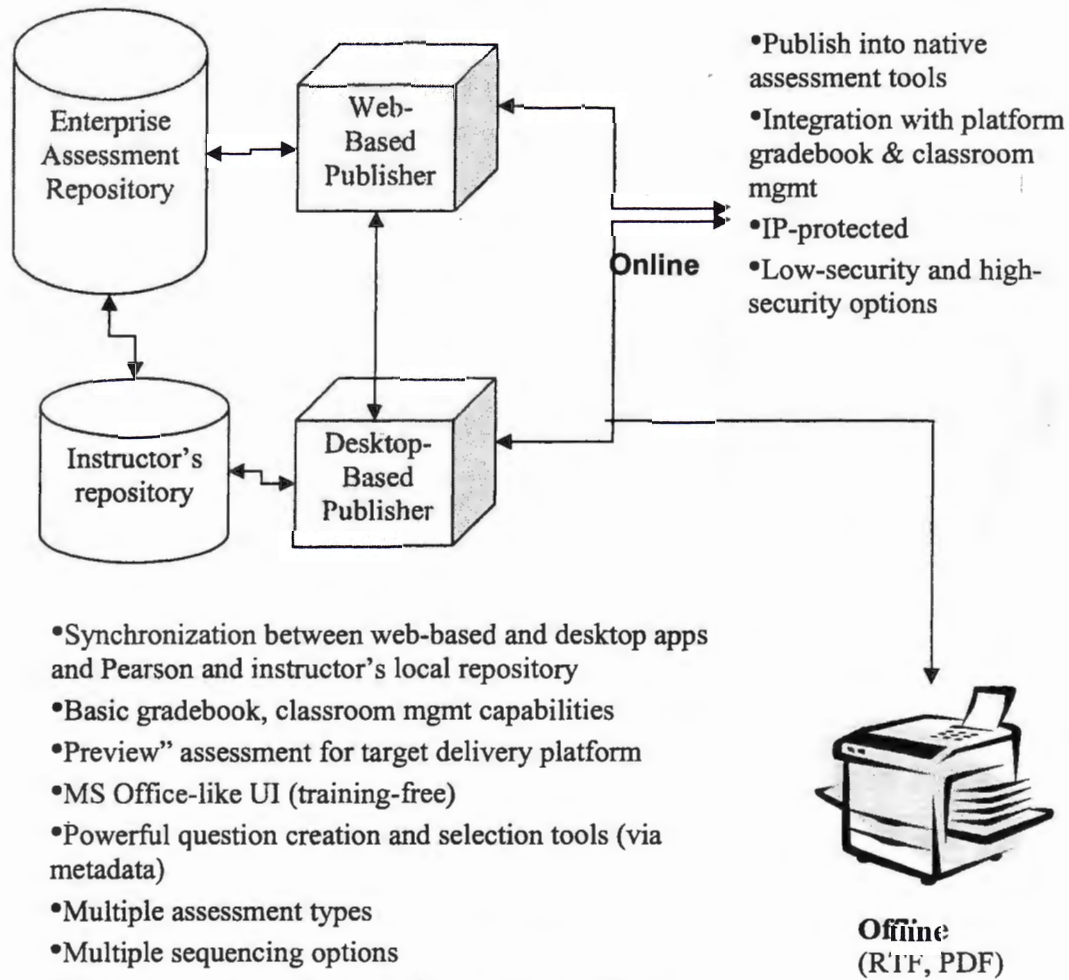 Enterprise
Assessment
Repository
Web-
Based
Publisher
•Publish into native
assessment tools
•Integration with platform
gradebook & classroom
mgmt
•IP-protected
•Low-security and high-
security options
Online
Instructor's
repository
Desktop-
Based
Publisher
•Synchronization between web-based and desktop apps
and Pearson and instructor's local repository
•Basic gradebook, classroom mgmt capabilities
•Preview” assessment for target delivery platform
•MS Office-like UI (training-free)
•Powerful question creation and selection tools (via
metadata)
•Multiple assessment types
•Multiple sequencing options
Offline
(RTF, PDF)